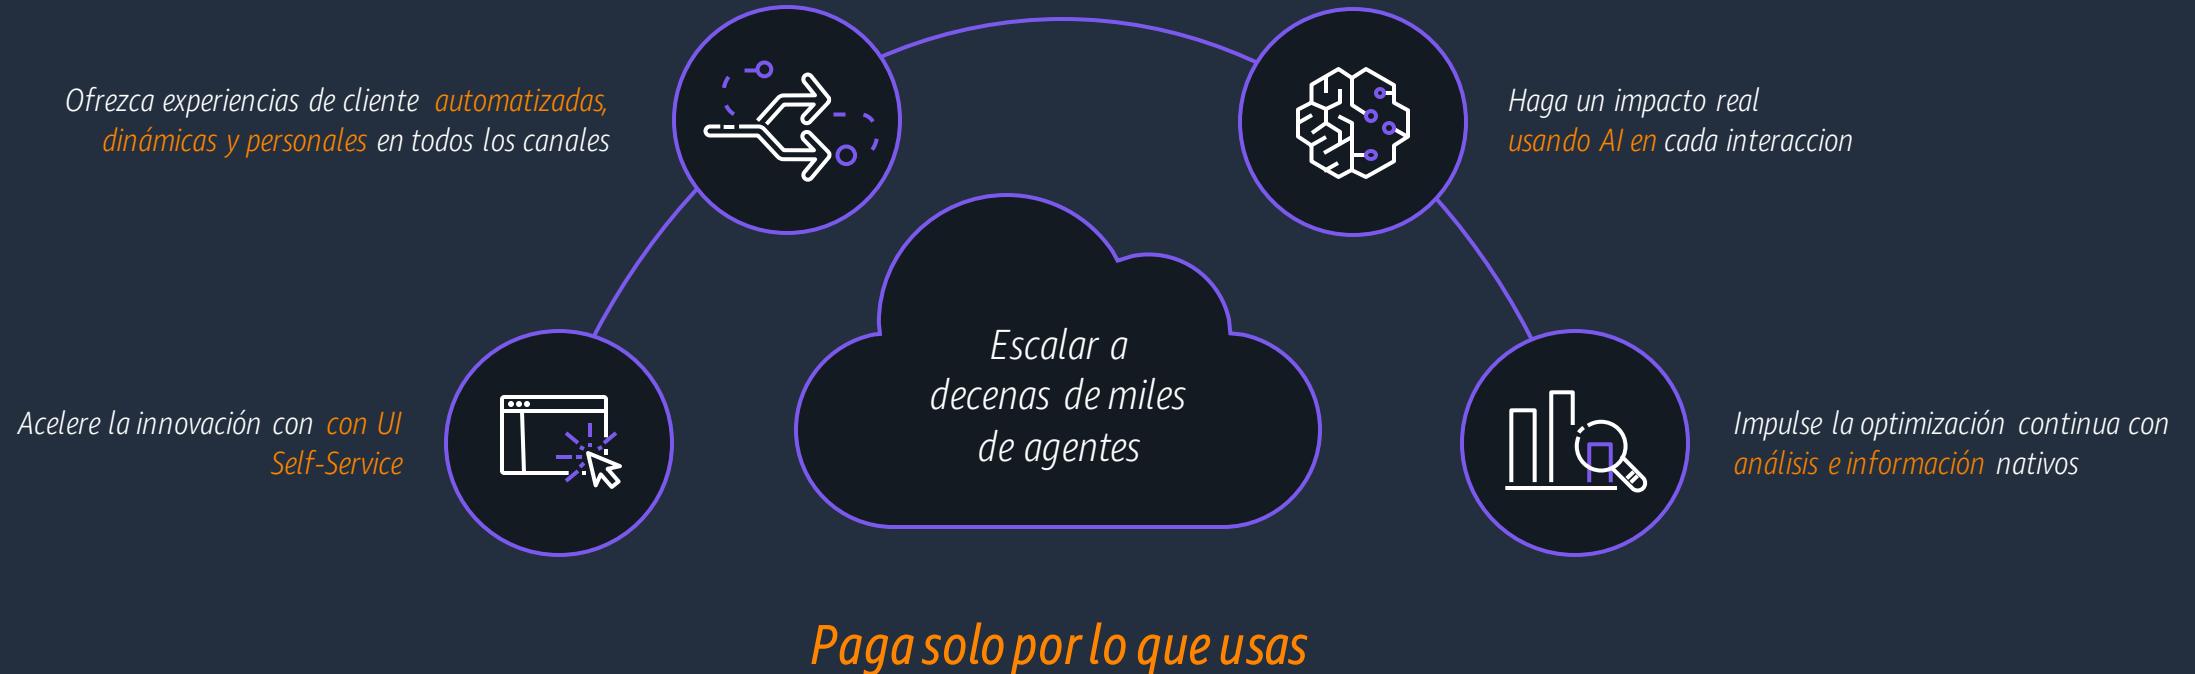 Ofrezca experiencias de cliente automatizadas,
dinámicas y personales en todos los canales
Haga un impacto real
usando AI en cada interaccion
Escalar a
decenas de miles
de agentes
Acelere la innovación con con UI
Self-Service
Impulse la optimización continua con
análisis e información nativos
Paga solo por lo que usas